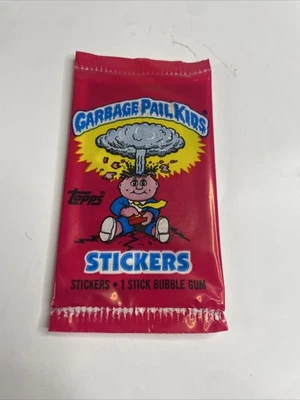 GARBAGE PAIL KIDS®
TOPPS®
STICKERS
STICKERS • 1 STICK BUBBLE GUM